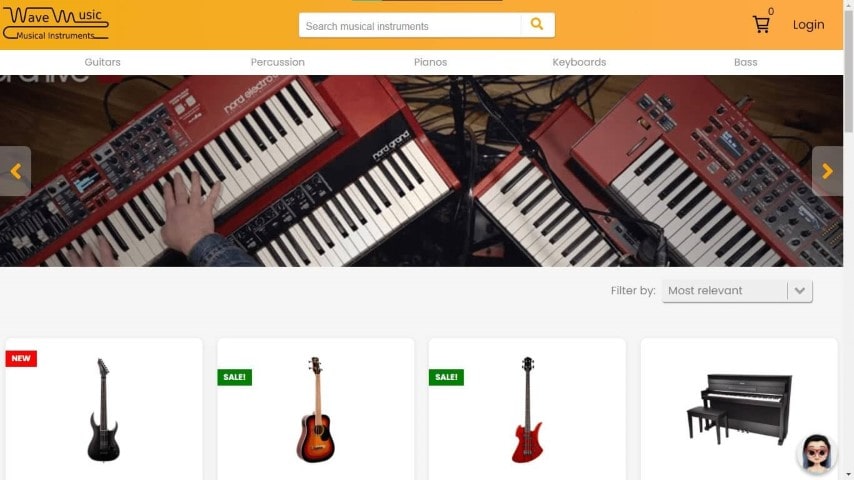 Wave Music
Musical Instruments
Search musical instruments
0
Login
Guitars
Percussion
Pianos
Keyboards
Bass
nord electro
nord grand
Filter by:
Most relevant
NEW
SALE!
SALE!